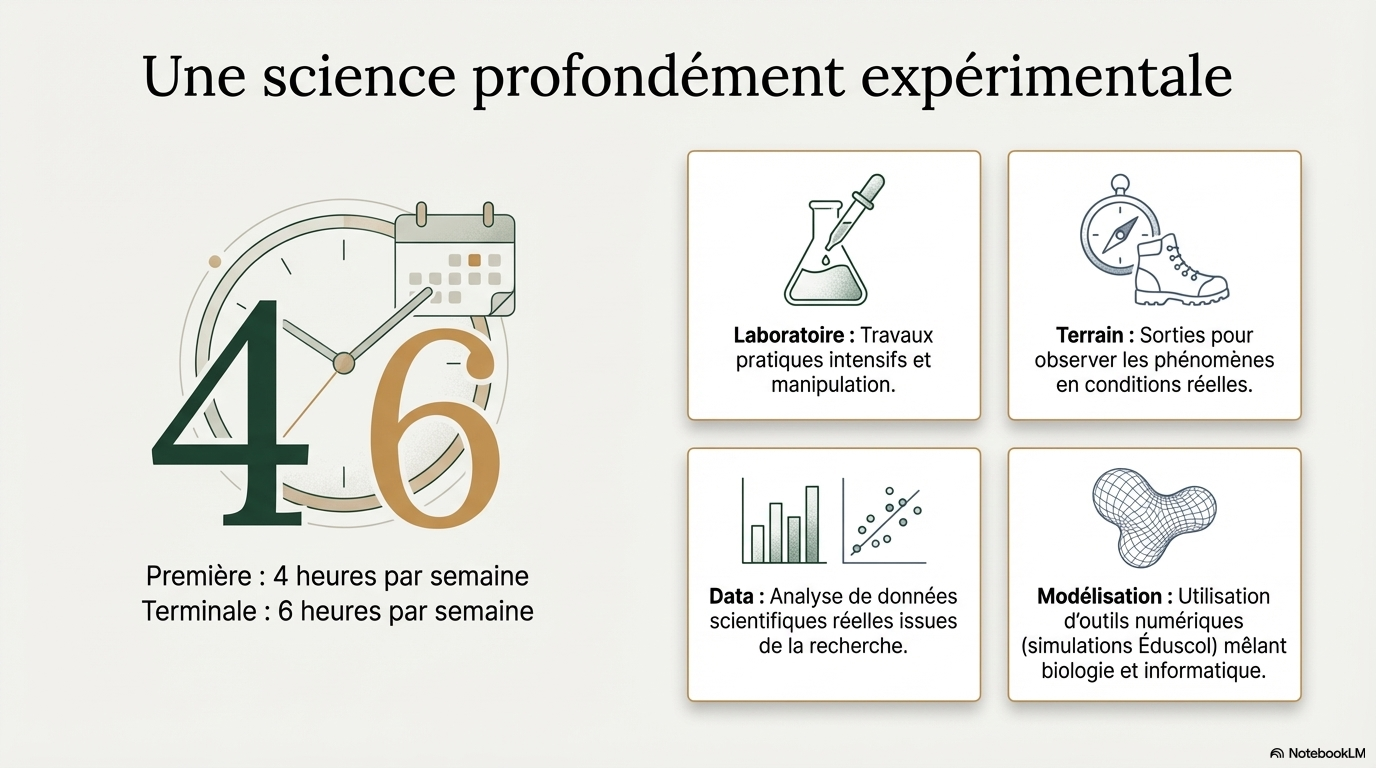 Une science profondément expérimentale
4 6
Première : 4 heures par semaine
Terminale : 6 heures par semaine
Laboratoire : Travaux
pratiques intensifs et
manipulation.
Terrain : Sorties pour
observer les phénomènes
en conditions réelles.
Data : Analyse de données
scientifiques réelles issues
de la recherche.
Modélisation : Utilisation
d'outils numériques
(simulations Éduscol) mêlant
biologie et informatique.
NotebookLM